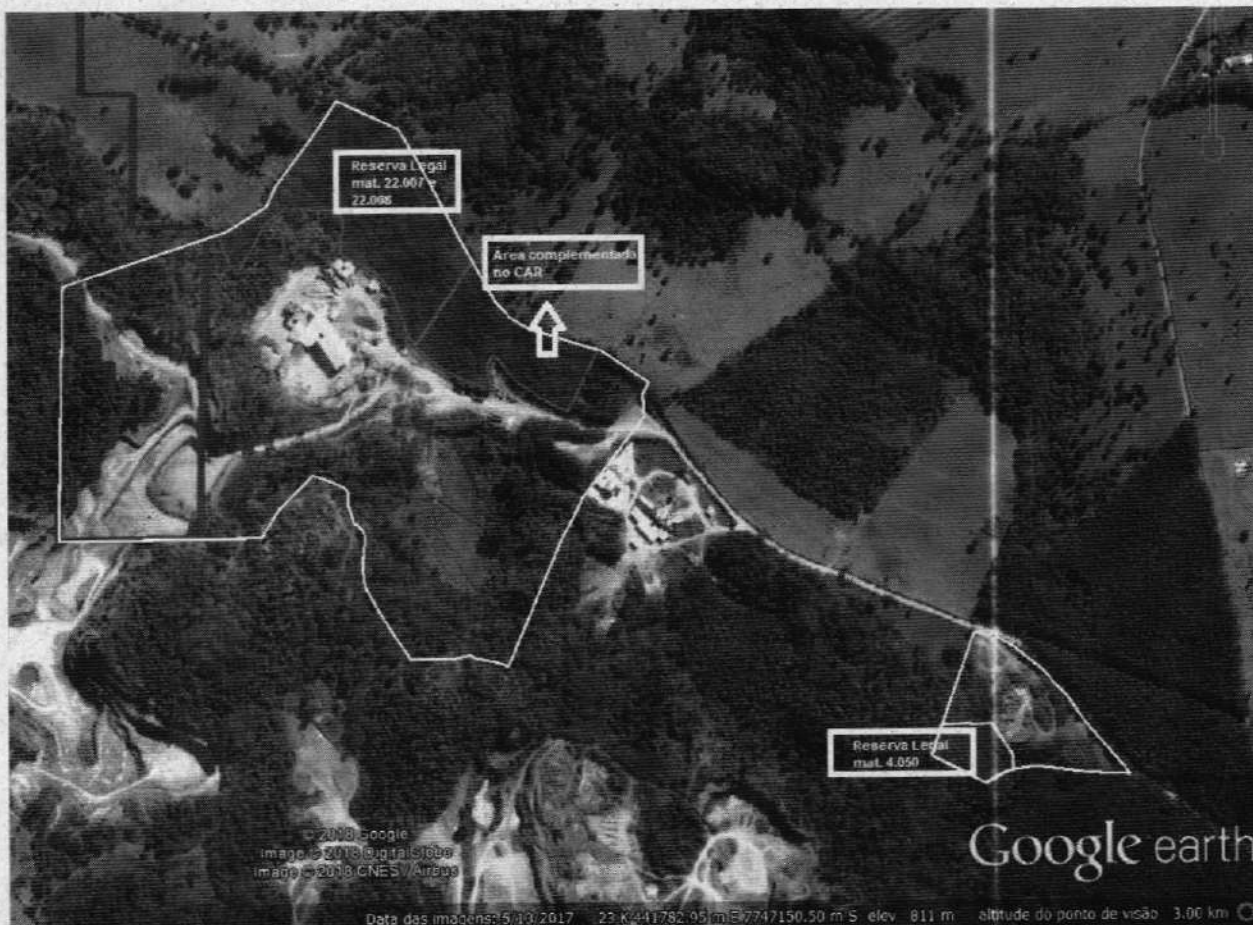 Reserva Legal
mat. 22.007 e
22.008
Área complementada
no CAR
Reserva Legal
mat. 4.050
© 2018 Google
Image © 2018 DigitalGlobe
Image © 2018 CNES / Airbus
Google earth
Data das imagens: 5/13/2017 23 K 441782.95 m E 7747150.50 m S elev 811 m altitude do ponto de visão 3.00 km